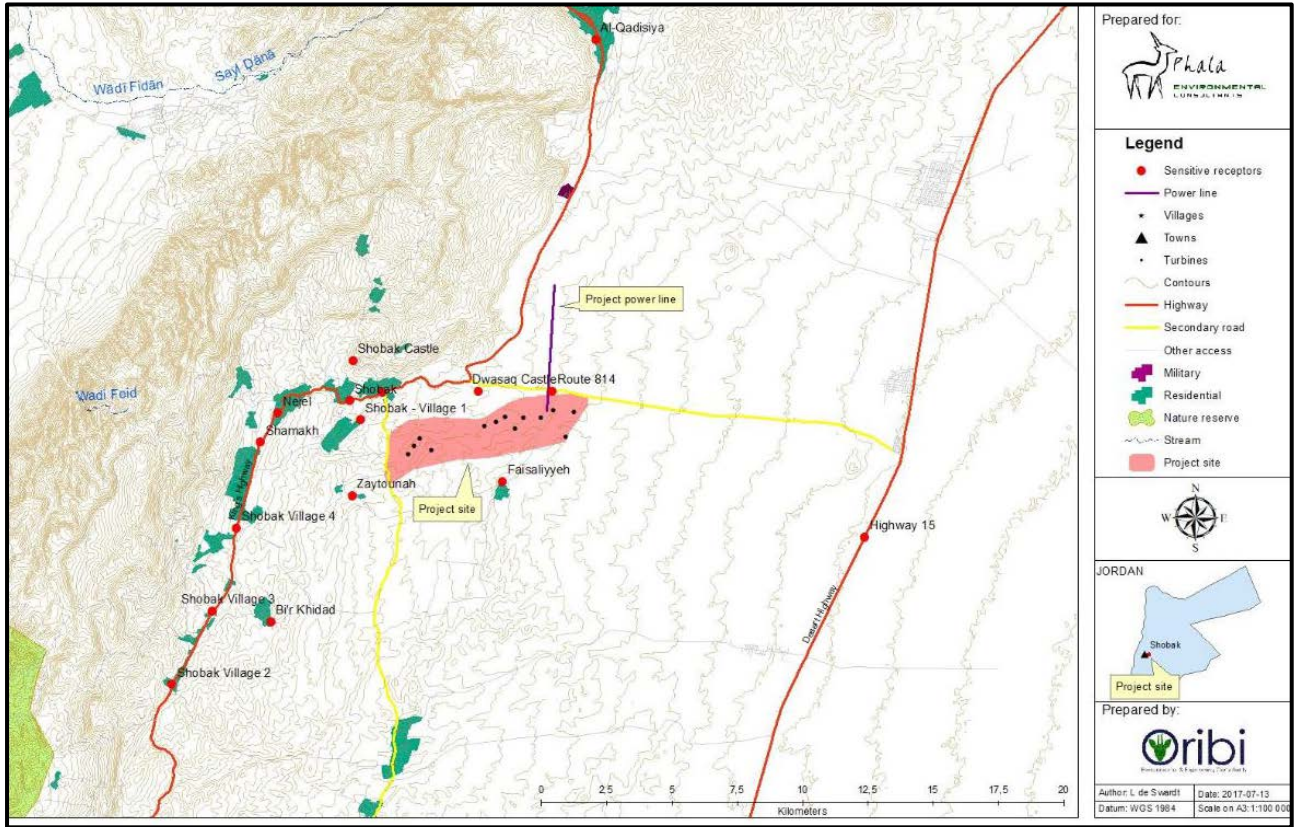 Al-Qadisiya
Sayl Dānā
Wādī Fīdān
Project power line
Shobak Castle
Wadi Feid
Dwasaq Castle
Route 814
Shobak
Nejel
Shobak - Village 1
Shamakh
Faisaliyyeh
Zaytounah
Project site
Shobak Village 4
Highway 15
Shobak Village 3
Bi'r Khidad
Desert Highway
Shobak Village 2
0
2,5
5
7,5
10
12,5
15
17,5
20
Kilometers
Prepared for:
Phala
ENVIRONMENTAL
CONSULTANTS
Legend
Sensitive receptors
Power line
Villages
Towns
Turbines
Contours
Highway
Secondary road
Other access
Military
Residential
Nature reserve
Stream
Project site
N
W
E
S
JORDAN
Shobak
Project site
Prepared by:
Oribi
Author: L de Swardt
Date: 2017-07-13
Datum: WGS 1984
Scale on A3: 1:100 000